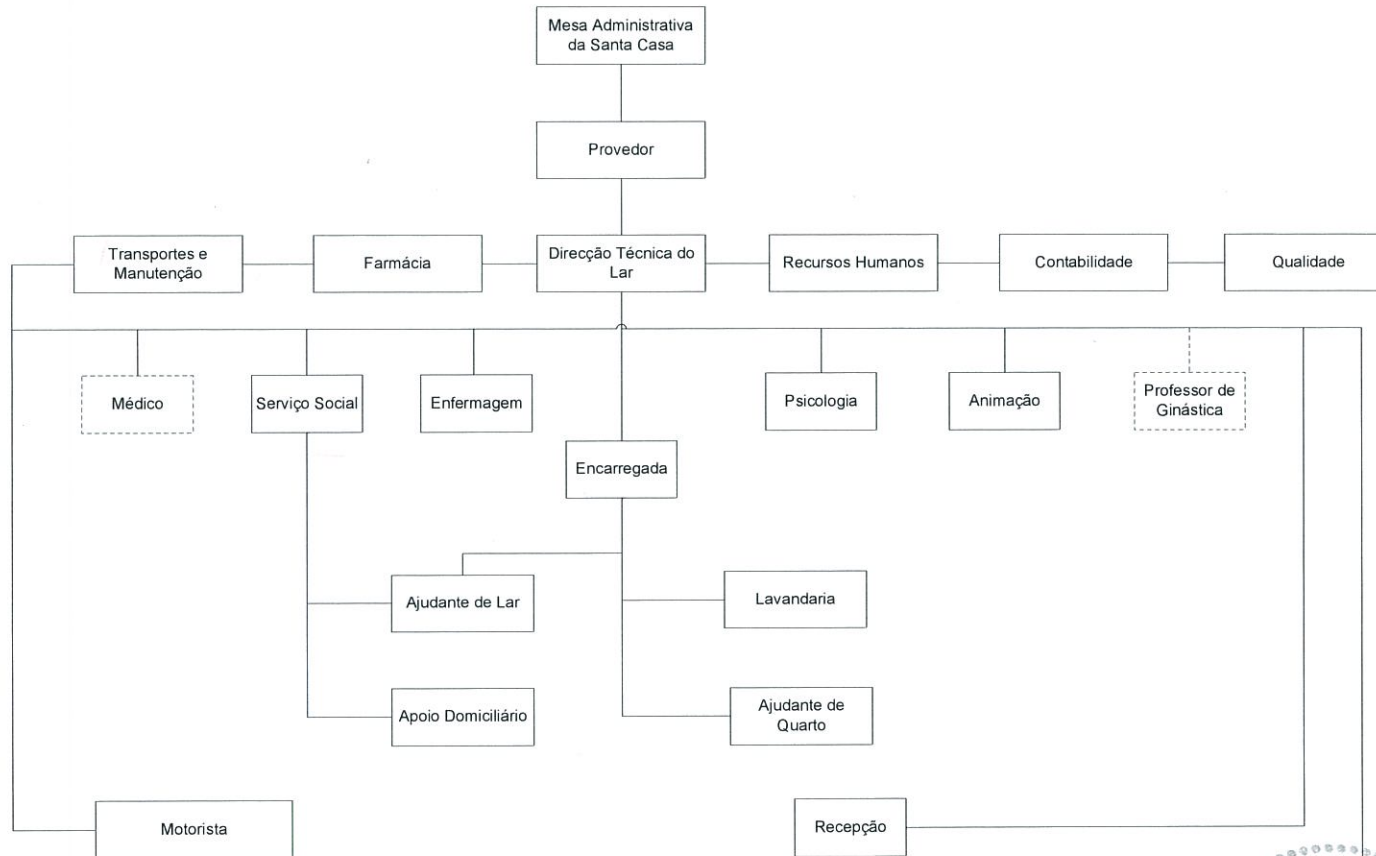 Mesa Administrativa
da Santa Casa
Provedor
Transportes e
Manutenção
Farmácia
Direcção Técnica do
Lar
Recursos Humanos
Contabilidade
Qualidade
Médico
Serviço Social
Enfermagem
Psicologia
Animação
Professor de
Ginástica
Encarregada
Ajudante de Lar
Lavandaria
Apoio Domiciliário
Ajudante de
Quarto
Motorista
Recepção